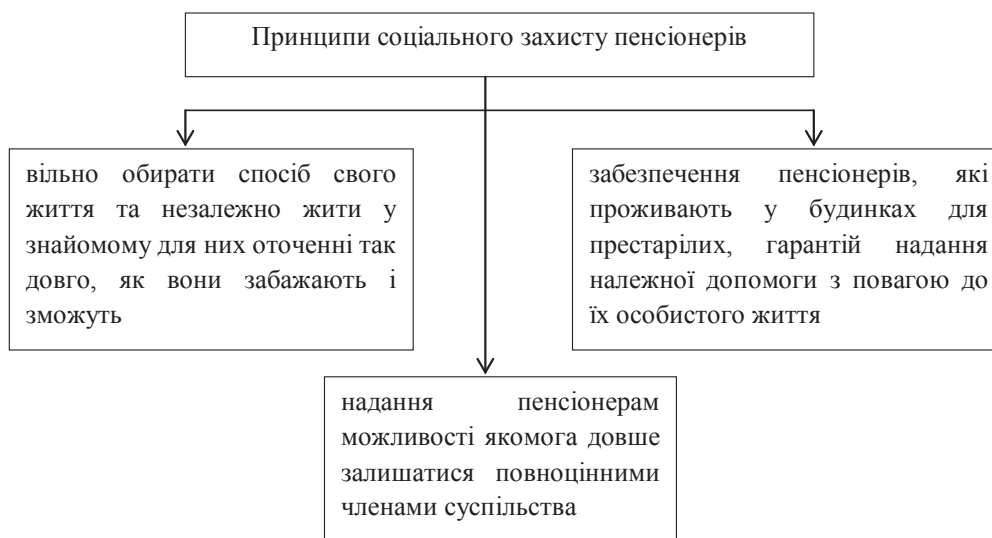 Принципи соціального захисту пенсіонерів
вільно обирати спосіб свого
життя та незалежно жити у
знайомому для них оточенні так
довго, як вони забажають і
зможуть
забезпечення пенсіонерів, які
проживають у будинках для
престарілих, гарантій надання
належної допомоги з повагою до
їх особистого життя
надання пенсіонерам
можливості якомога довше
залишатися повноцінними
членами суспільства